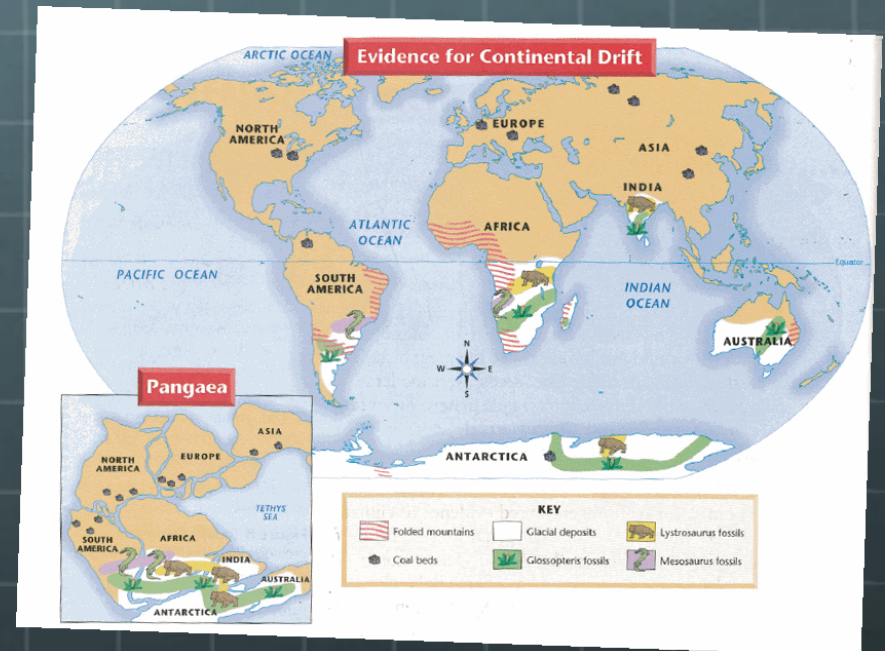 Evidence for Continental Drift
ARCTIC OCEAN
NORTH
AMERICA
EUROPE
ASIA
INDIA
ATLANTIC
OCEAN
AFRICA
PACIFIC OCEAN
Equator
SOUTH
AMERICA
INDIAN
OCEAN
AUSTRALIA
N
W
E
S
ANTARCTICA
Pangaea
ASIA
EUROPE
NORTH
AMERICA
TETHYS
SEA
SOUTH
AMERICA
AFRICA
INDIA
AUSTRALIA
ANTARCTICA
KEY
Folded mountains
Glacial deposits
Lystrosaurus fossils
Coal beds
Glossopteris fossils
Mesosaurus fossils